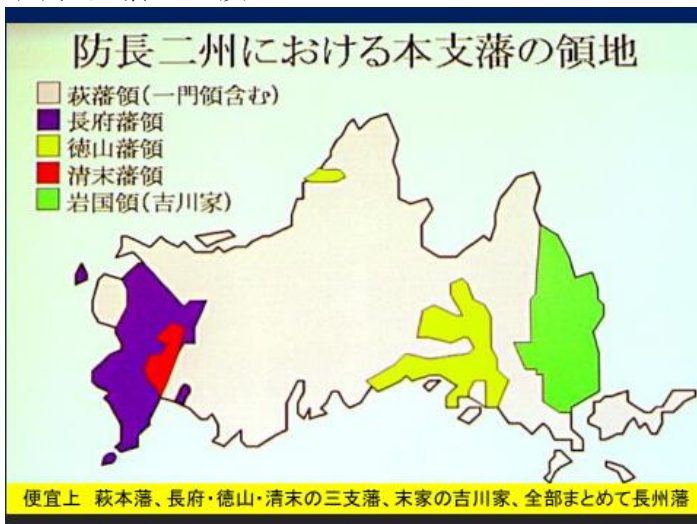 防長二州における本支藩の領地
萩藩領(一門領含む)
長府藩領
徳山藩領
清末藩領
岩国領(吉川家)
便宜上 萩本藩、長府・徳山・清末の三支藩、末家の吉川家、全部まとめて長州藩